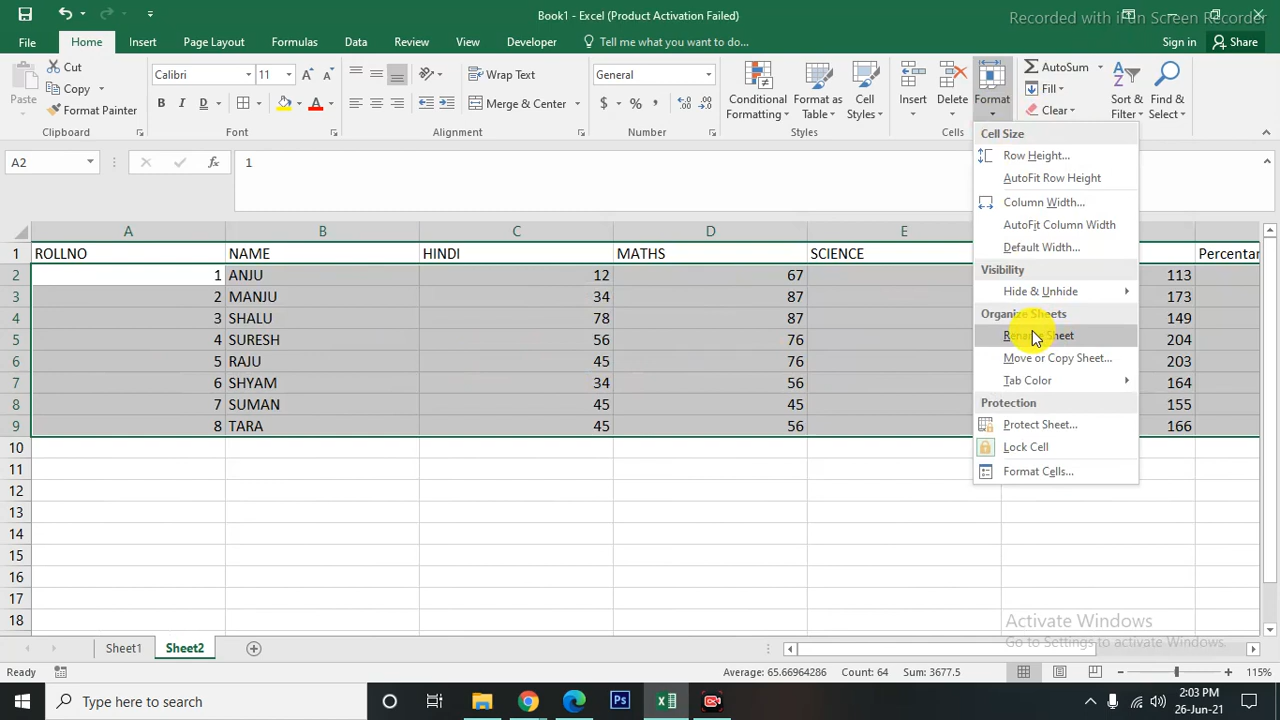 Book1 - Excel (Product Activation Failed)
Recorded with iFun Screen Recorder
File Home Insert Page Layout Formulas Data Review View Developer Tell me what you want to do... Sign in Share
Cut
Copy
Format Painter
Paste
Clipboard
Calibri 11
B I D
Font
Wrap Text
Merge & Center
Alignment
General
$ % ,
Number
Conditional Formatting
Format as Table
Cell Styles
Styles
Insert Delete Format
Cells
AutoSum
Fill
Clear
Sort & Filter
Find & Select
Cell Size
Row Height...
AutoFit Row Height
Column Width...
AutoFit Column Width
Default Width...
Visibility
Hide & Unhide
Organize Sheets
Rename Sheet
Move or Copy Sheet...
Tab Color
Protection
Protect Sheet...
Lock Cell
Format Cells...
A2 fx 1
A B C D E
1 ROLLNO NAME HINDI MATHS SCIENCE Percentar
2 1 ANJU 12 67 113
3 2 MANJU 34 87 173
4 3 SHALU 78 87 149
5 4 SURESH 56 76 204
6 5 RAJU 45 76 203
7 6 SHYAM 34 56 164
8 7 SUMAN 45 45 155
9 8 TARA 45 56 166
10
11
12
13
14
15
16
17
18
Activate Windows
Go to Settings to activate Windows.
Sheet1 Sheet2
Ready Average: 65.66964286 Count: 64 Sum: 3677.5 115%
Type here to search
Ps
2:03 PM
26-Jun-21